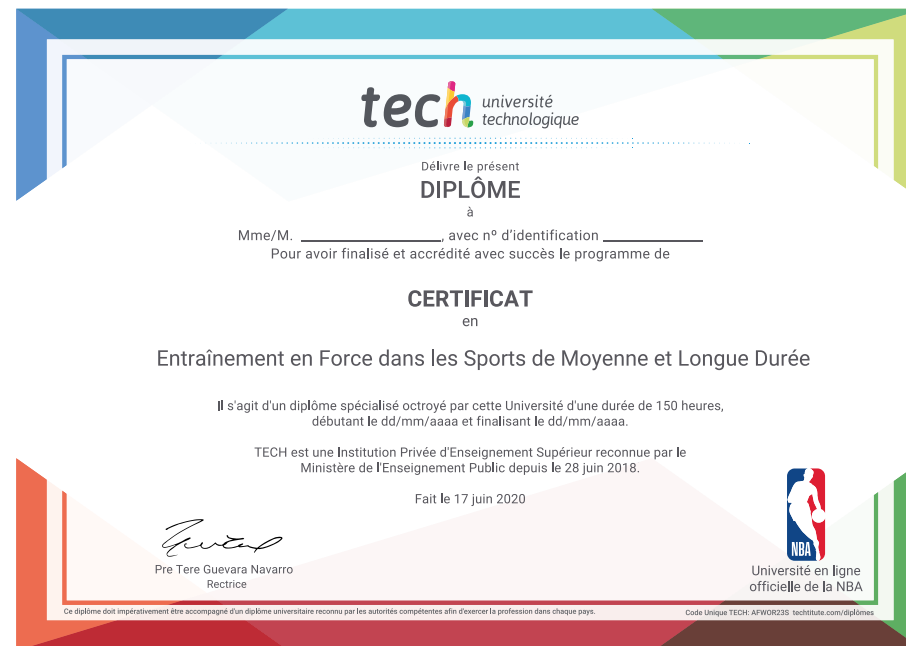 tech université
technologique
Délivre le présent
DIPLÔME
à
Mme/M. ____________________, avec nº d'identification ______________
Pour avoir finalisé et accrédité avec succès le programme de
CERTIFICAT
en
Entraînement en Force dans les Sports de Moyenne et Longue Durée
Il s'agit d'un diplôme spécialisé octroyé par cette Université d'une durée de 150 heures,
débutant le dd/mm/aaaa et finalisant le dd/mm/aaaa.
TECH est une Institution Privée d'Enseignement Supérieur reconnue par le
Ministère de l'Enseignement Public depuis le 28 juin 2018.
Fait le 17 juin 2020
Pre Tere Guevara Navarro
Rectrice
NBA
Université en ligne
officielle de la NBA
Ce diplôme doit impérativement être accompagné d'un diplôme universitaire reconnu par les autorités compétentes afin d'exercer la profession dans chaque pays.
Code Unique TECH: AFWOR23S techtitute.com/diplômes